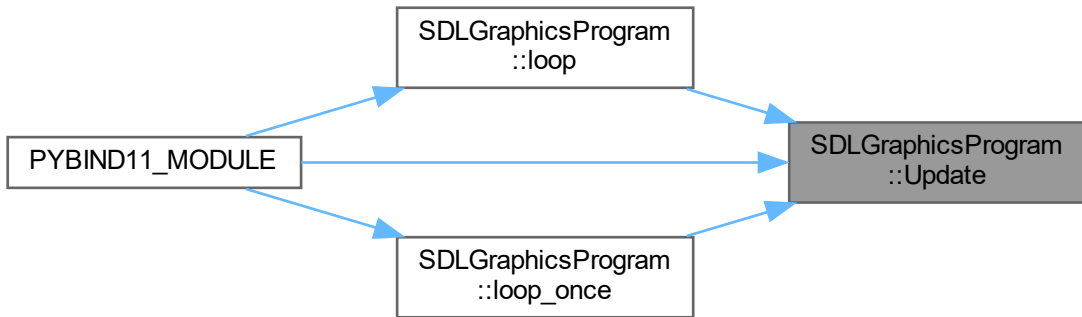 SDLGraphicsProgram
::loop
PYBIND11_MODULE
SDLGraphicsProgram
::Update
SDLGraphicsProgram
::loop_once